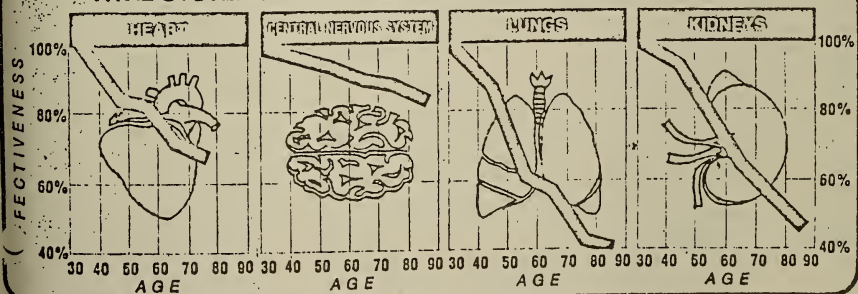 HEART CENTRAL NERVOUS SYSTEM LUNGS KIDNEYS
100% 100%
80% 80%
60% 60%
40% 40%
FECTIVENESS
30 40 50 60 70 80 90 30 40 50 60 70 80 90 30 40 50 60 70 80 90 30 40 50 60 70 80 90
AGE AGE AGE AGE